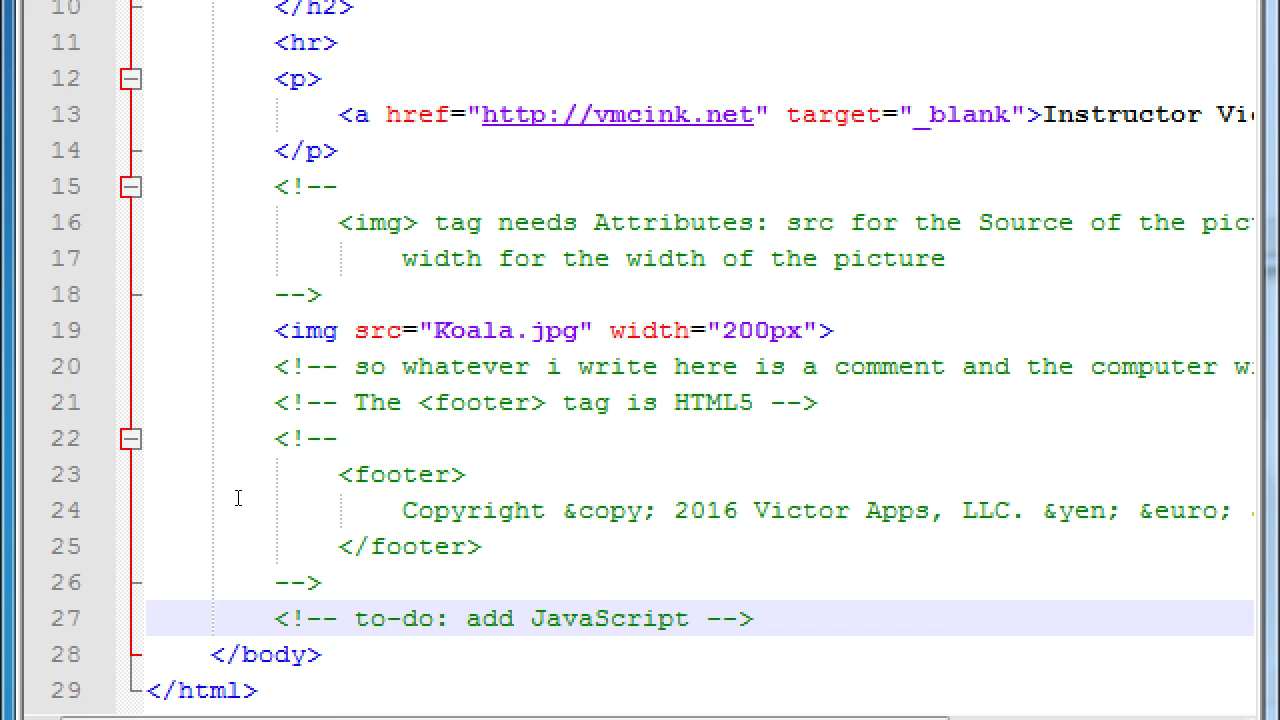 10 </h2>
11 <hr>
12 <p>
13 <a href="http://vmcink.net" target="_blank">Instructor
14 </p>
15 <!--
16 <img> tag needs Attributes: src for the Source of the
17 width for the width of the picture
18 -->
19 <img src="Koala.jpg" width="200px">
20 <!-- so whatever i write here is a comment and the computer
21 <!-- The <footer> tag is HTML5 -->
22 <!--
23 <footer>
24 Copyright &copy; 2016 Victor Apps, LLC. &yen; &euro;
25 </footer>
26 -->
27 <!-- to-do: add JavaScript -->
28 </body>
29 </html>